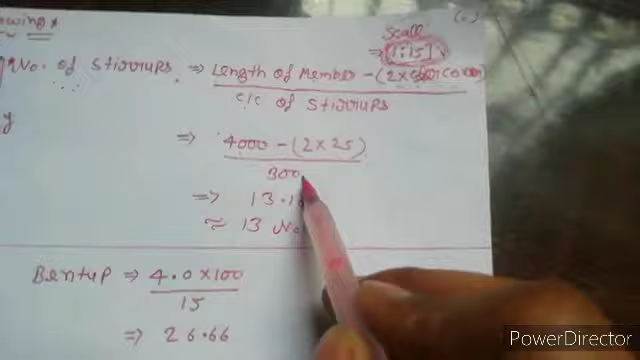 (c)
Scale
⇒ [1:15]
No. of Stirrups ⇒ Length of Member - (2×
c/c of Stirrups
y
⇒ 4000 - (2×25)
300
⇒ 13.1
≈ 13 No
Bentup ⇒ 4.0×100
15
⇒ 26.66
PowerDirector